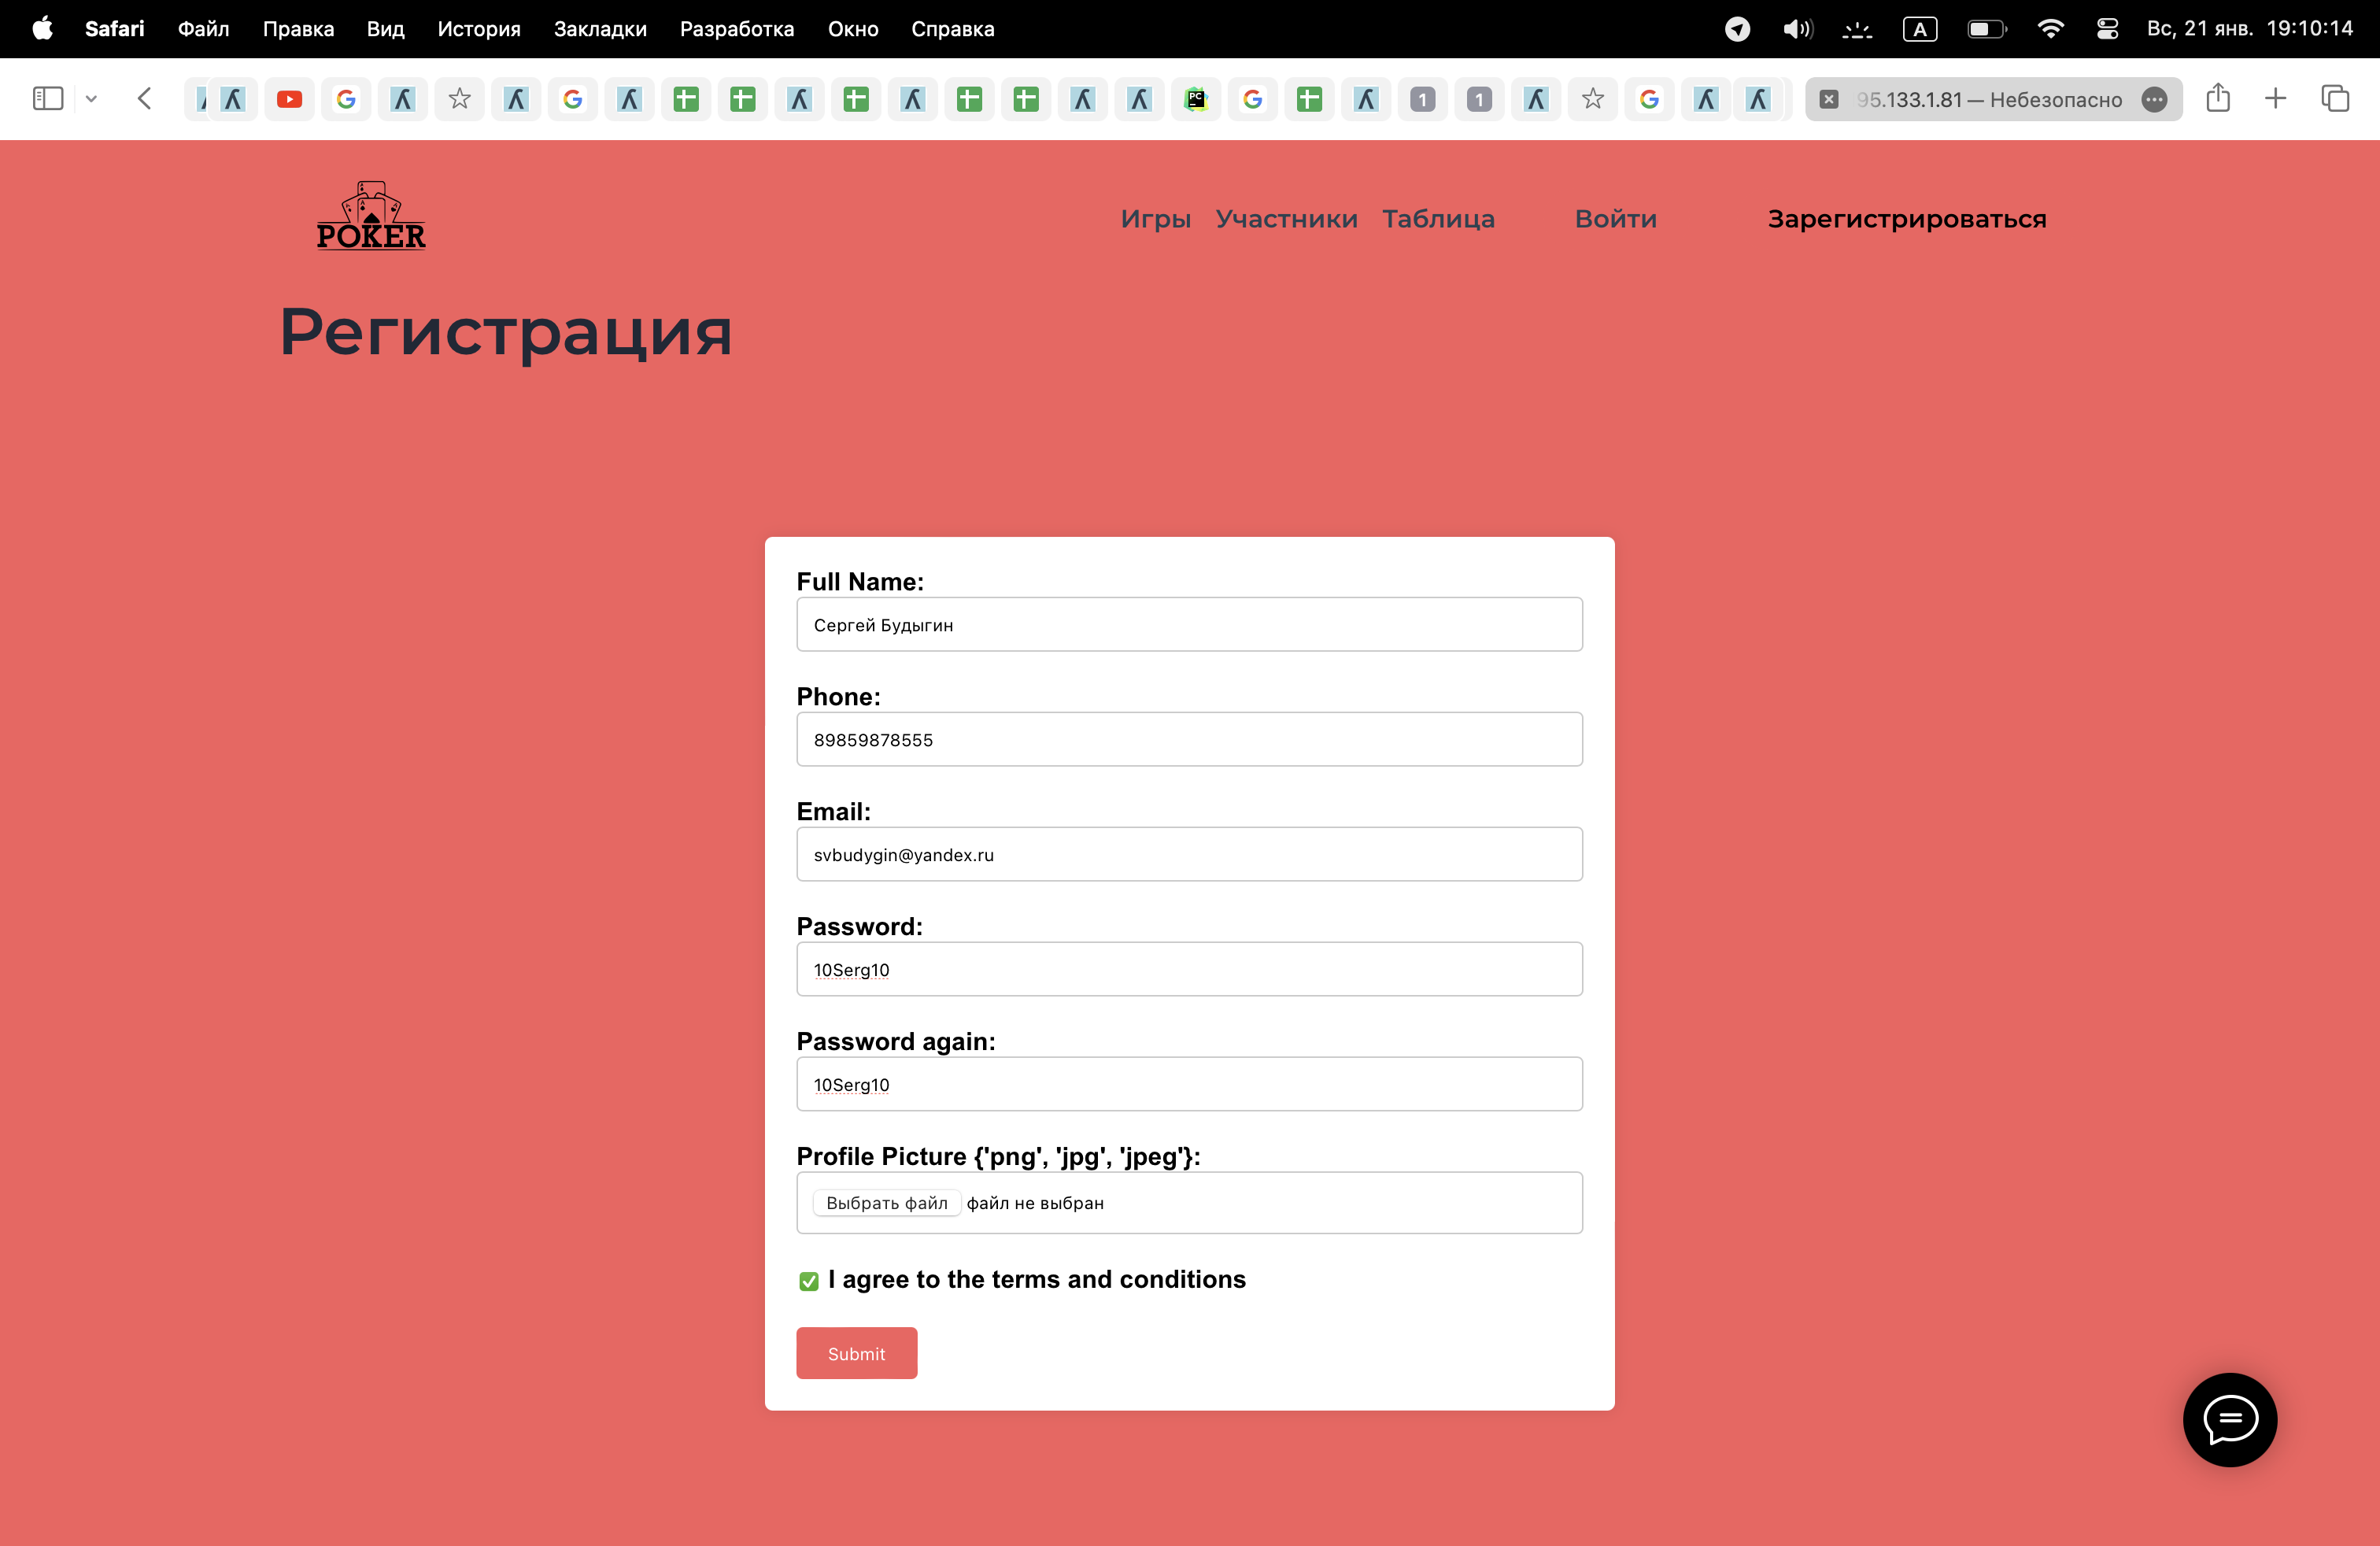 Safari Файл Правка Вид История Закладки Разработка Окно Справка A Вс, 21 янв. 19:10:14
PC 1 1 95.133.1.81 — Небезопасно
POKER Игры Участники Таблица Войти Зарегистрироваться
Регистрация
Full Name:
Сергей Будыгин
Phone:
89859878555
Email:
svbudygin@yandex.ru
Password:
10Serg10
Password again:
10Serg10
Profile Picture {'png', 'jpg', 'jpeg'}:
Выбрать файл файл не выбран
I agree to the terms and conditions
Submit